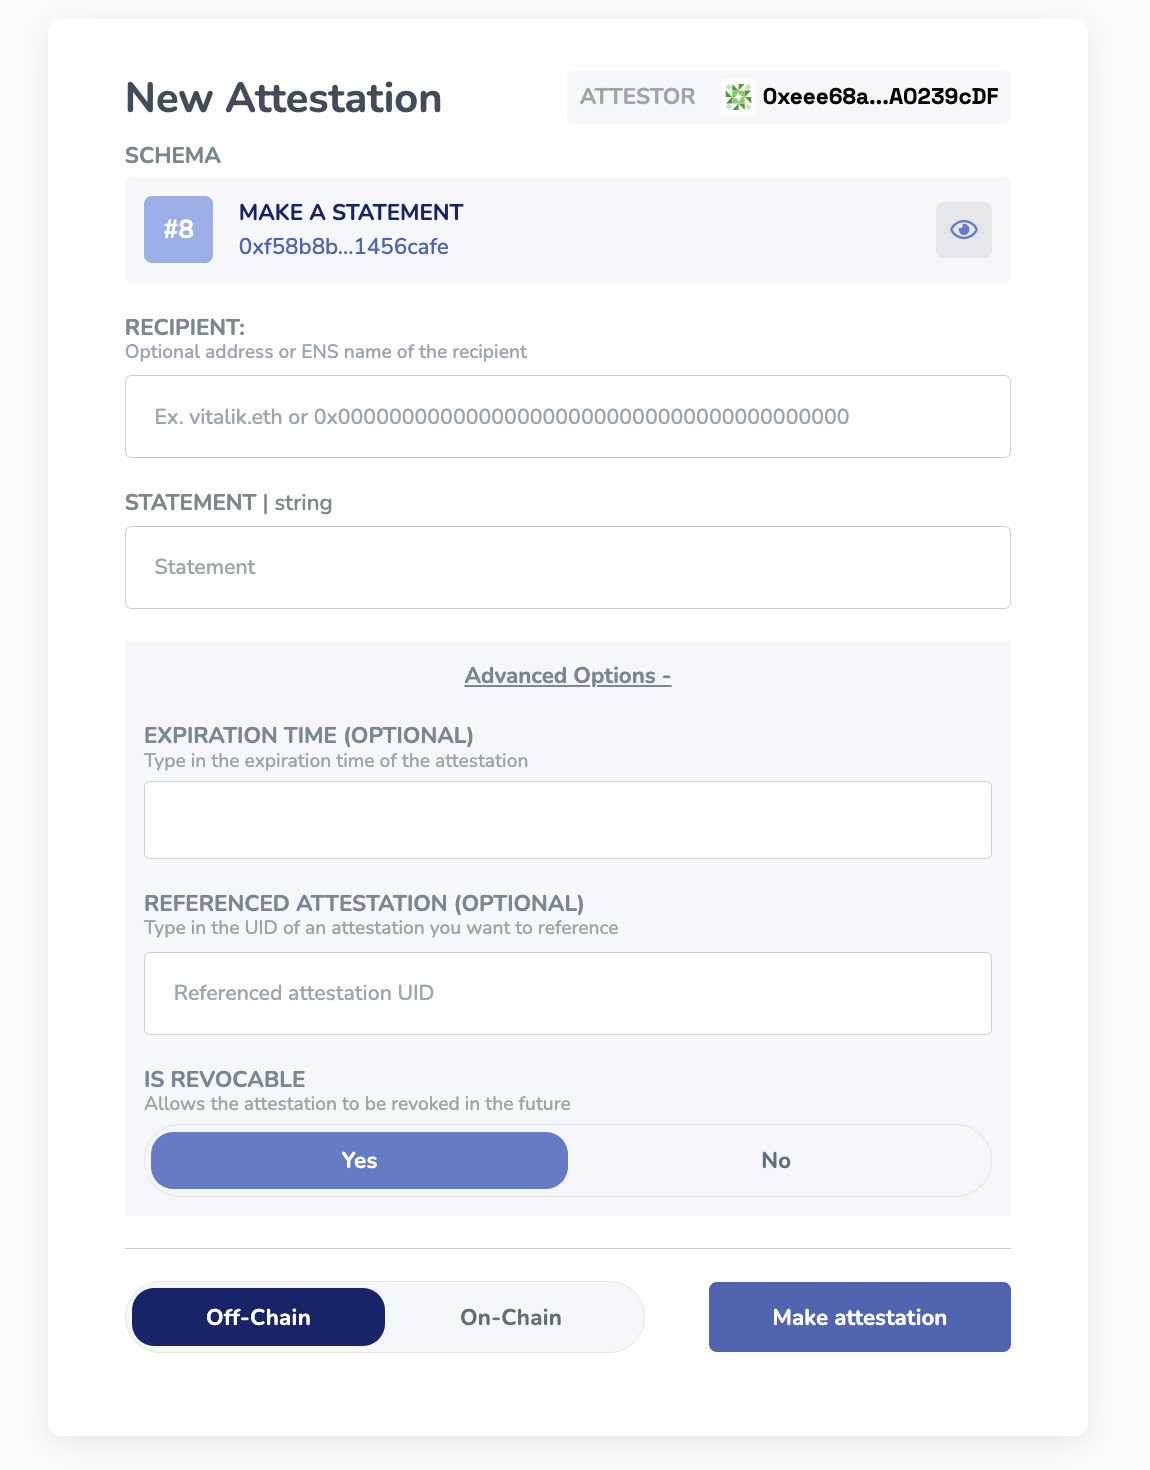 New Attestation
ATTESTOR 0xeee68a...A0239cDF
SCHEMA
#8
MAKE A STATEMENT
0xf58b8b...1456cafe
RECIPIENT:
Optional address or ENS name of the recipient
Ex. vitalik.eth or 0x0000000000000000000000000000000000000000
STATEMENT | string
Statement
Advanced Options -
EXPIRATION TIME (OPTIONAL)
Type in the expiration time of the attestation
REFERENCED ATTESTATION (OPTIONAL)
Type in the UID of an attestation you want to reference
Referenced attestation UID
IS REVOCABLE
Allows the attestation to be revoked in the future
Yes No
Off-Chain On-Chain Make attestation